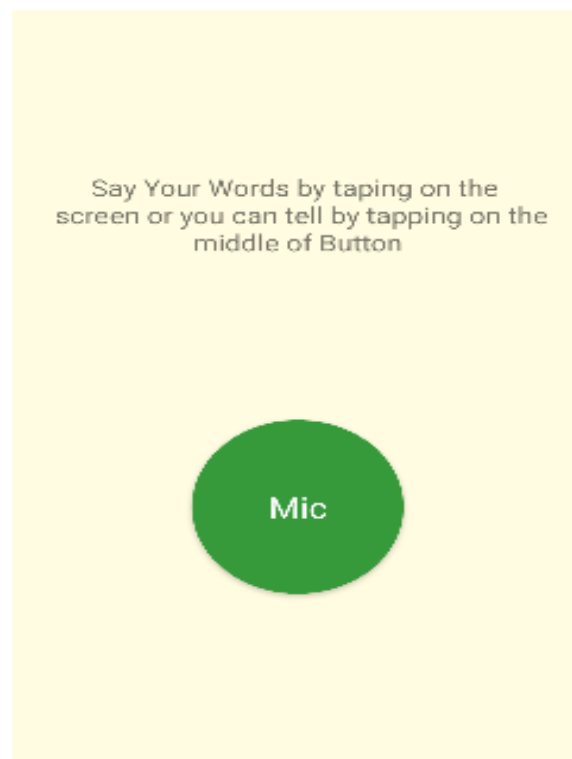 Say Your Words by taping on the
screen or you can tell by tapping on the
middle of Button
Mic